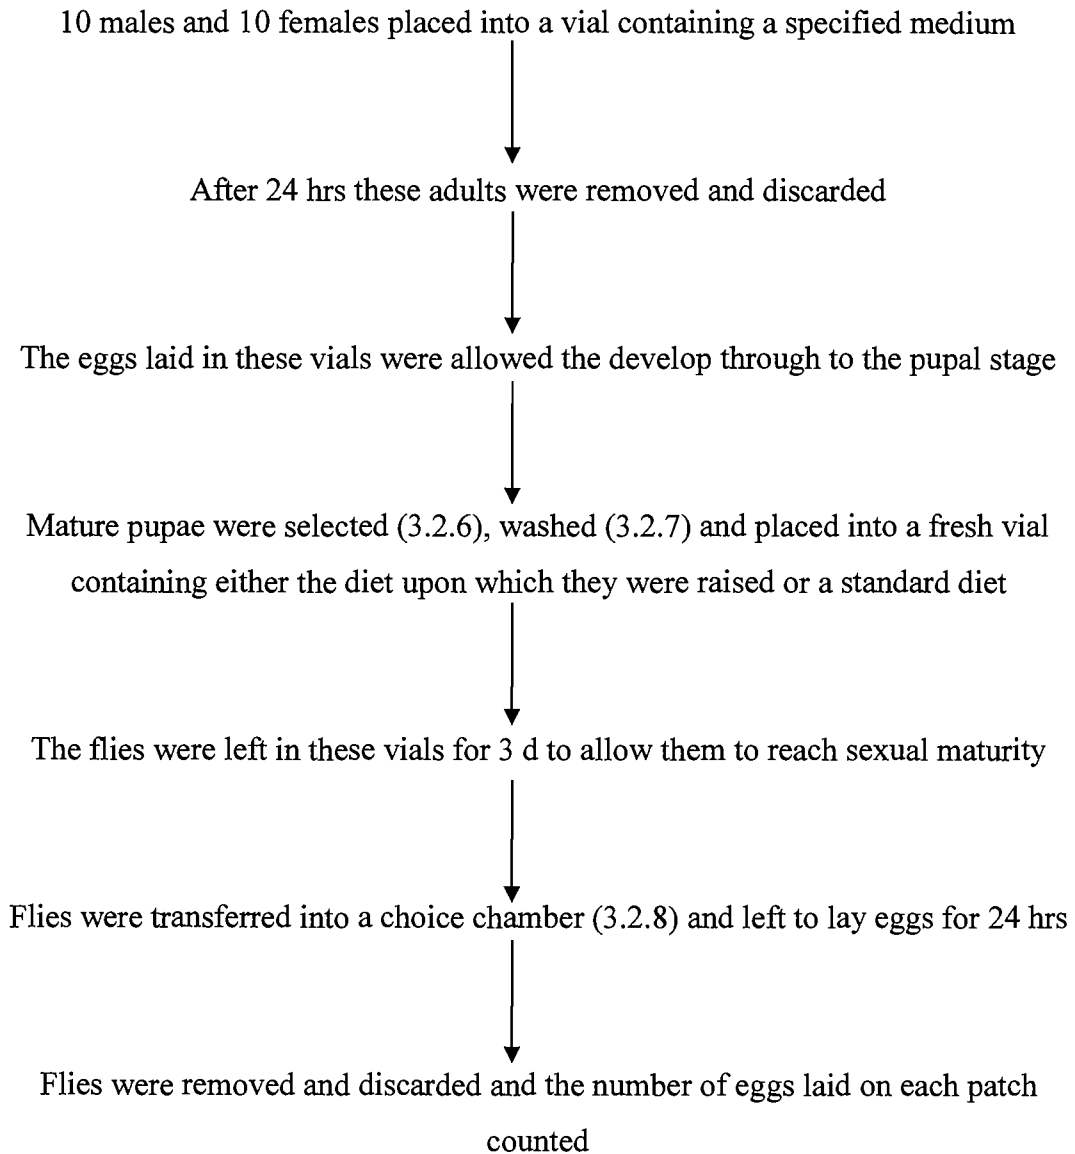 10 males and 10 females placed into a vial containing a specified medium
After 24 hrs these adults were removed and discarded
The eggs laid in these vials were allowed the develop through to the pupal stage
Mature pupae were selected (3.2.6), washed (3.2.7) and placed into a fresh vial
containing either the diet upon which they were raised or a standard diet
The flies were left in these vials for 3 d to allow them to reach sexual maturity
Flies were transferred into a choice chamber (3.2.8) and left to lay eggs for 24 hrs
Flies were removed and discarded and the number of eggs laid on each patch
counted